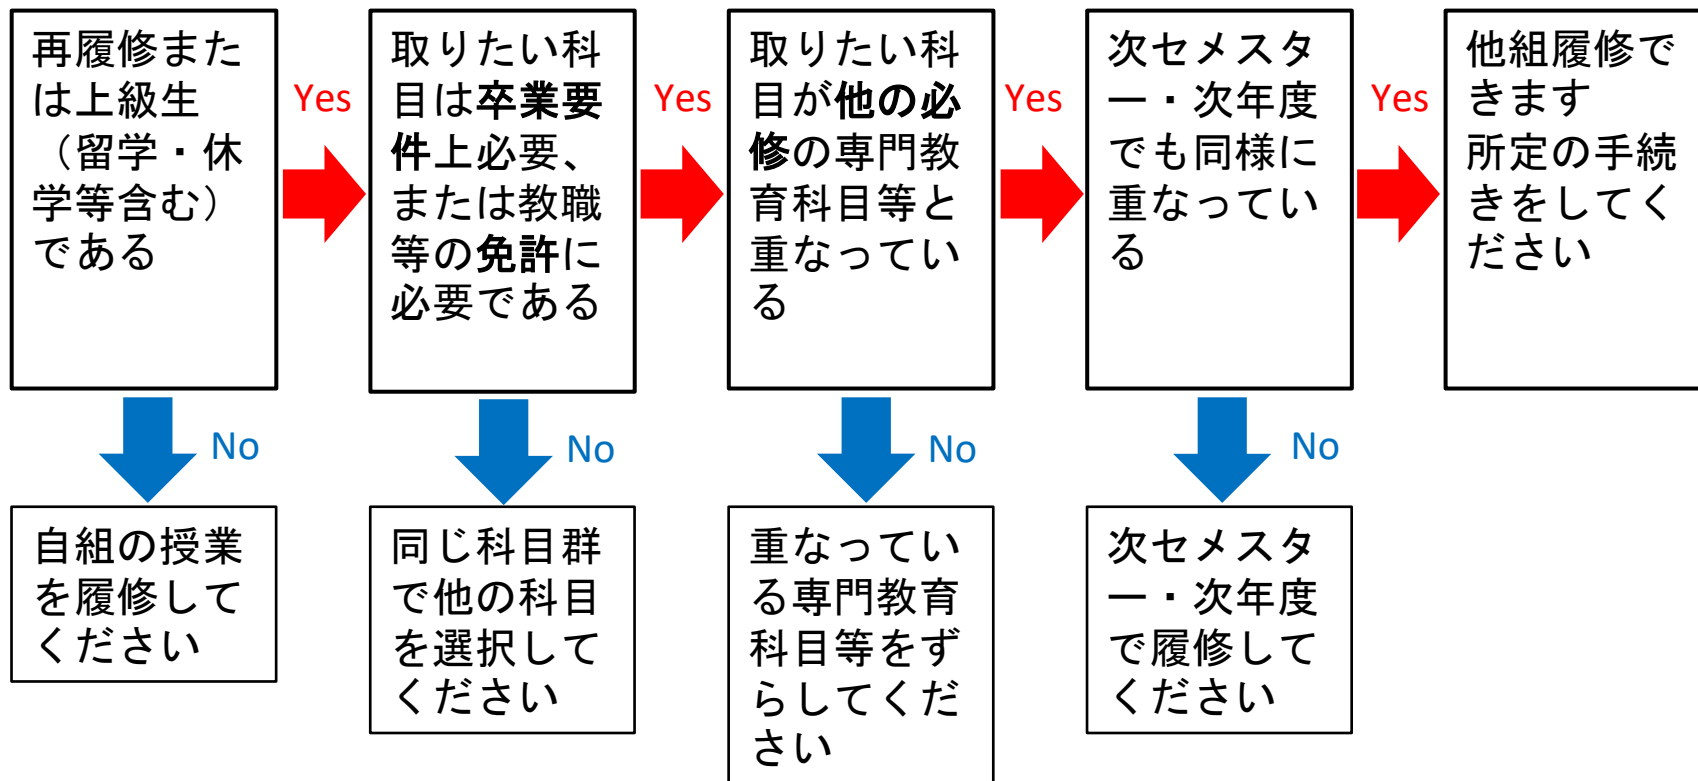 再履修また
は上級生
（留学・休
学等含む）
である
Yes
取りたい科
目は卒業要
件上必要、
または教職
等の免許に
必要である
Yes
取りたい科
目が他の必
修の専門教
育科目等と
重なってい
る
Yes
次セメスタ
ー・次年度
でも同様に
重なってい
る
Yes
他組履修で
きます
所定の手続
きをしてく
ださい
No
No
No
No
自組の授業
を履修して
ください
同じ科目群
で他の科目
を選択して
ください
重なってい
る専門教育
科目等をず
らしてくだ
さい
次セメスタ
ー・次年度
で履修して
ください